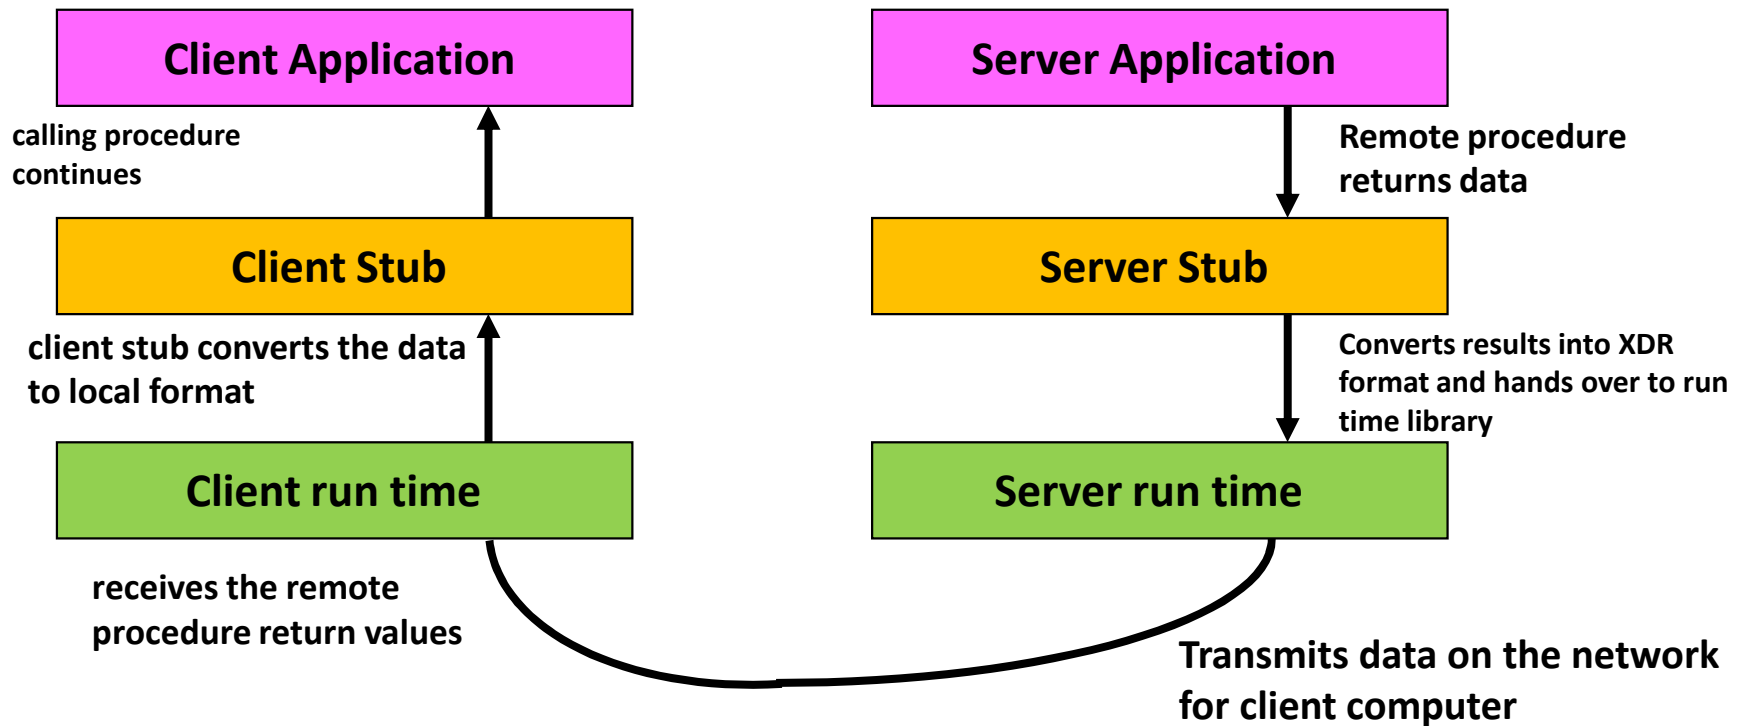 Client Application
Server Application
calling procedure
continues
Remote procedure
returns data
Client Stub
Server Stub
client stub converts the data
to local format
Converts results into XDR
format and hands over to run
time library
Client run time
Server run time
receives the remote
procedure return values
Transmits data on the network
for client computer